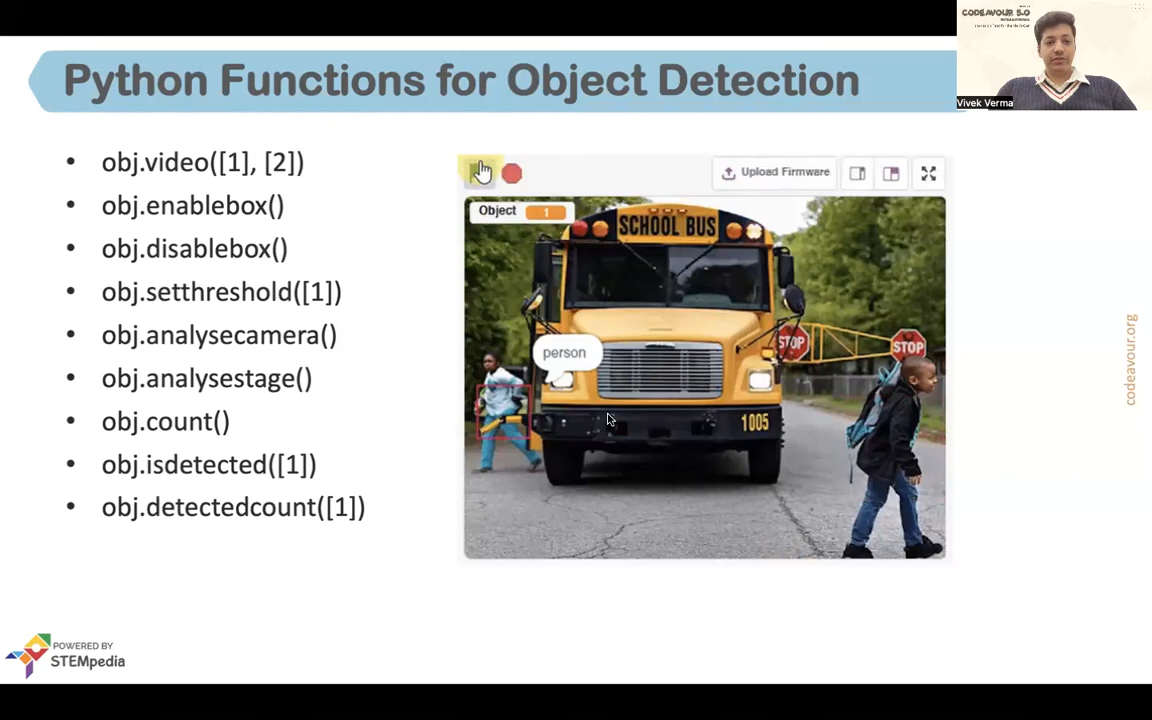 CODEAVOUR 5.0
Vivek Verma
Python Functions for Object Detection
• obj.video([1], [2])
• obj.enablebox()
• obj.disablebox()
• obj.setthreshold([1])
• obj.analysecamera()
• obj.analysestage()
• obj.count()
• obj.isdetected([1])
• obj.detectedcount([1])
Upload Firmware
Object 1
SCHOOL BUS
STOP
STOP
person
1005
codeavour.org
POWERED BY
STEMpedia